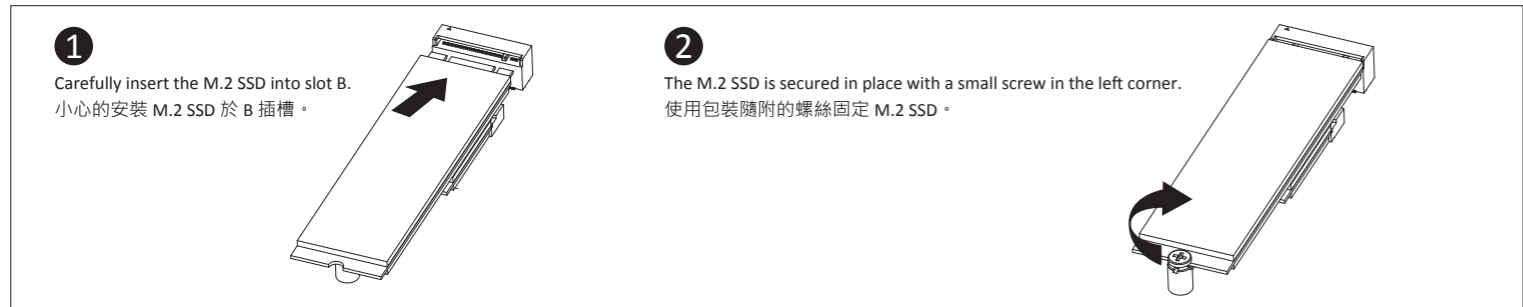 1
Carefully insert the M.2 SSD into slot B.
小心的安裝 M.2 SSD 於 B 插槽。
2
The M.2 SSD is secured in place with a small screw in the left corner.
使用包裝隨附的螺絲固定 M.2 SSD。